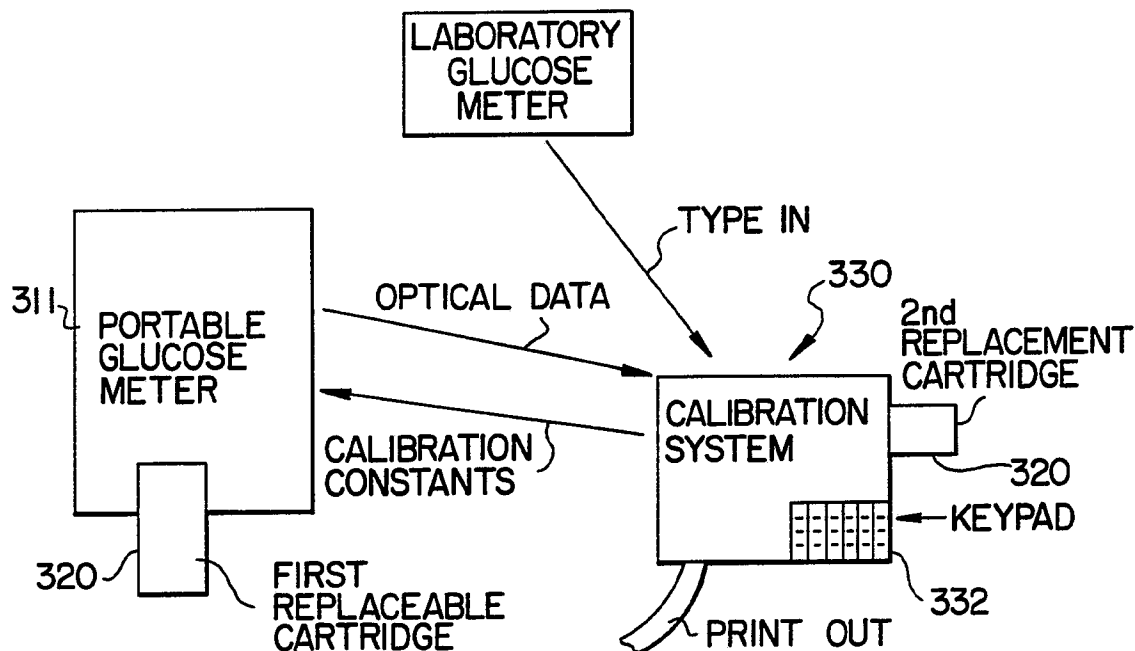 LABORATORY
GLUCOSE
METER
TYPE IN
330
2nd
REPLACEMENT
CARTRIDGE
311
PORTABLE
GLUCOSE
METER
OPTICAL DATA
CALIBRATION
CONSTANTS
CALIBRATION
SYSTEM
320
KEYPAD
332
320
FIRST
REPLACEABLE
CARTRIDGE
PRINT OUT